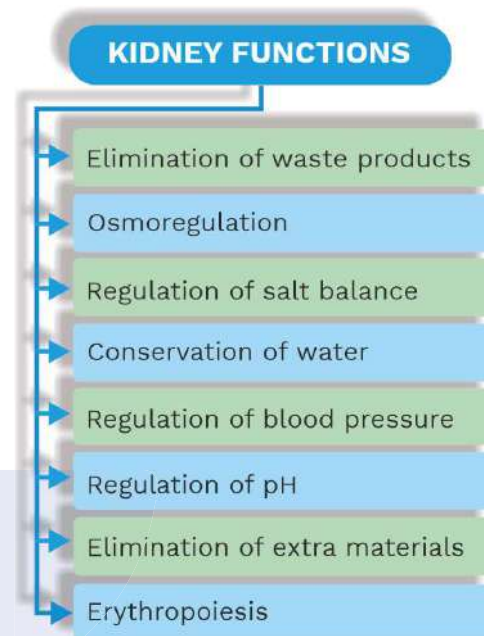 KIDNEY FUNCTIONS
Elimination of waste products
Osmoregulation
Regulation of salt balance
Conservation of water
Regulation of blood pressure
Regulation of pH
Elimination of extra materials
Erythropoiesis